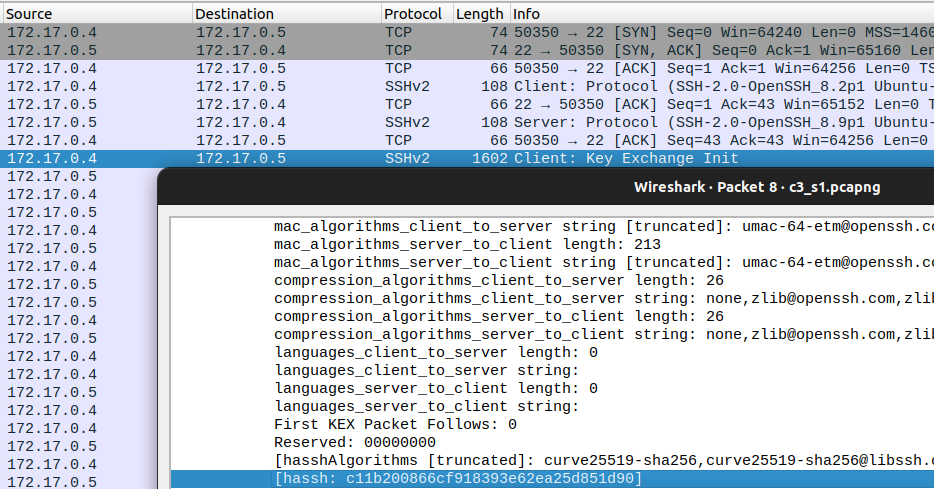 Source Destination Protocol Length Info
172.17.0.4 172.17.0.5 TCP 74 50350 → 22 [SYN] Seq=0 Win=64240 Len=0 MSS=1460
172.17.0.5 172.17.0.4 TCP 74 22 → 50350 [SYN, ACK] Seq=0 Ack=1 Win=65160 Len
172.17.0.4 172.17.0.5 TCP 66 50350 → 22 [ACK] Seq=1 Ack=1 Win=64256 Len=0 TS
172.17.0.4 172.17.0.5 SSHv2 108 Client: Protocol (SSH-2.0-OpenSSH_8.2p1 Ubuntu-
172.17.0.5 172.17.0.4 TCP 66 22 → 50350 [ACK] Seq=1 Ack=43 Win=65152 Len=0 T
172.17.0.5 172.17.0.4 SSHv2 108 Server: Protocol (SSH-2.0-OpenSSH_8.9p1 Ubuntu-
172.17.0.4 172.17.0.5 TCP 66 50350 → 22 [ACK] Seq=43 Ack=43 Win=64256 Len=0
172.17.0.4 172.17.0.5 SSHv2 1602 Client: Key Exchange Init
172.17.0.5
172.17.0.4
172.17.0.5
172.17.0.4
172.17.0.5
172.17.0.4
172.17.0.5
172.17.0.5
172.17.0.4
172.17.0.5
172.17.0.4
172.17.0.4
172.17.0.5
172.17.0.4
172.17.0.5
172.17.0.4
172.17.0.5
172.17.0.5
Wireshark · Packet 8 · c3_s1.pcapng
mac_algorithms_client_to_server string [truncated]: umac-64-etm@openssh.co
mac_algorithms_server_to_client length: 213
mac_algorithms_server_to_client string [truncated]: umac-64-etm@openssh.co
compression_algorithms_client_to_server length: 26
compression_algorithms_client_to_server string: none,zlib@openssh.com,zli
compression_algorithms_server_to_client length: 26
compression_algorithms_server_to_client string: none,zlib@openssh.com,zli
languages_client_to_server length: 0
languages_client_to_server string:
languages_server_to_client length: 0
languages_server_to_client string:
First KEX Packet Follows: 0
Reserved: 00000000
[hasshAlgorithms [truncated]: curve25519-sha256,curve25519-sha256@libssh.o
[hassh: c11b200866cf918393e62ea25d851d90]